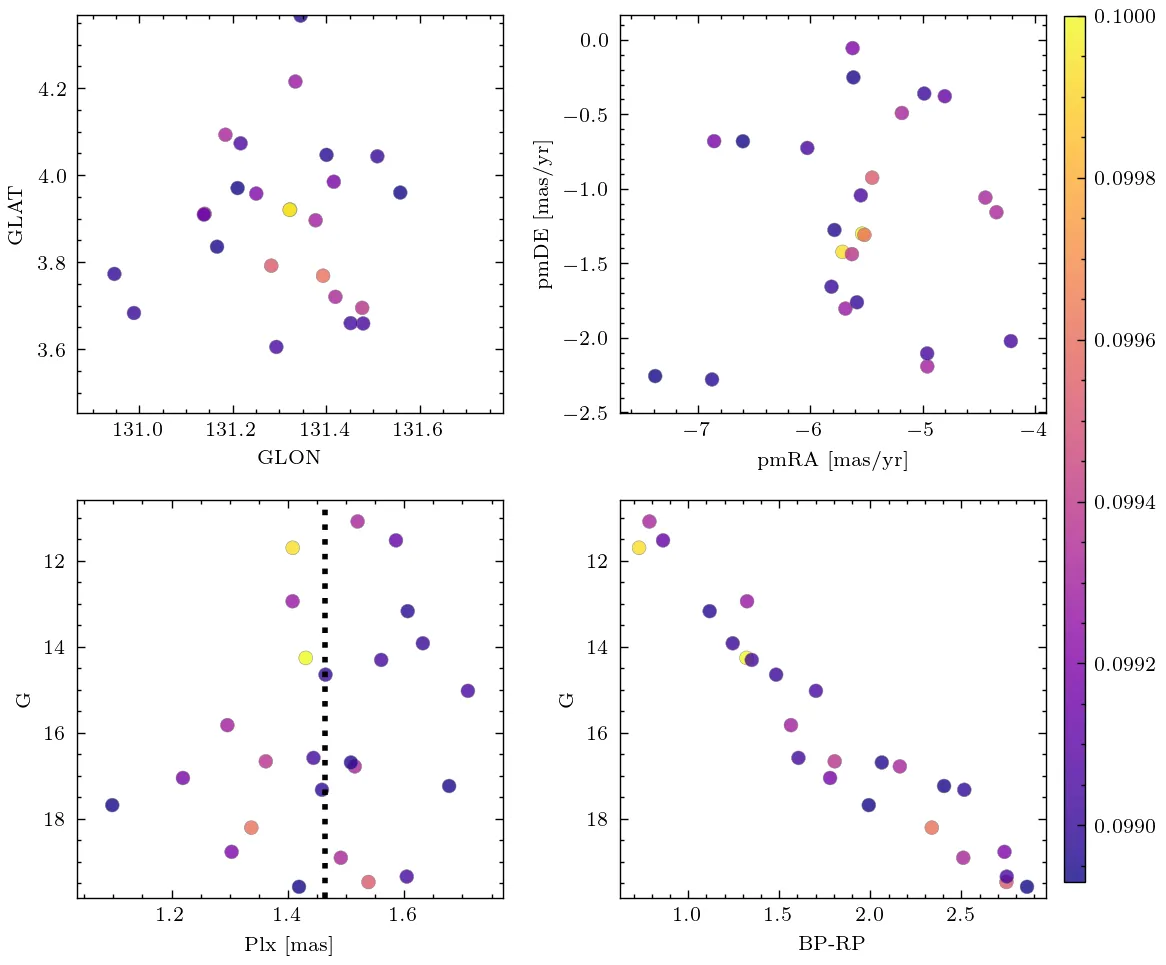 4.2
4.0
3.8
3.6
GLAT
131.0 131.2 131.4 131.6
GLON
0.0
−0.5
−1.0
−1.5
−2.0
−2.5
pmDE [mas/yr]
−7 −6 −5 −4
pmRA [mas/yr]
12
14
16
18
G
1.2 1.4 1.6
Plx [mas]
12
14
16
18
G
1.0 1.5 2.0 2.5
BP-RP
0.1000
0.0998
0.0996
0.0994
0.0992
0.0990